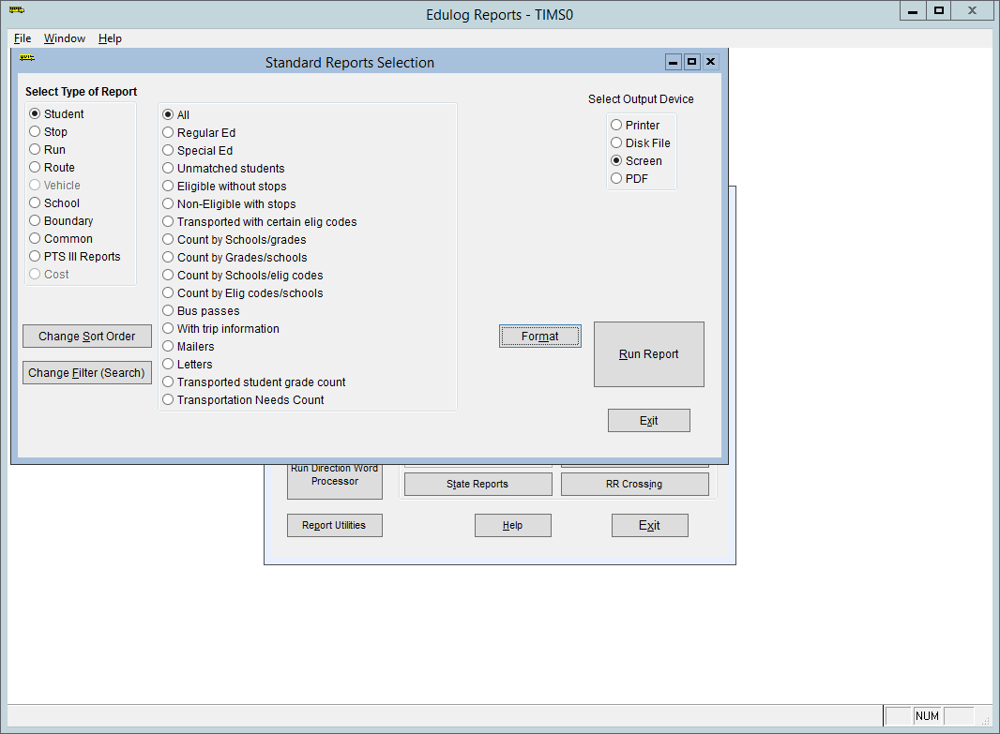 Edulog Reports - TIMS0
File Window Help
Standard Reports Selection
Select Type of Report
Student
Stop
Run
Route
Vehicle
School
Boundary
Common
PTS III Reports
Cost
Change Sort Order
Change Filter (Search)
All
Regular Ed
Special Ed
Unmatched students
Eligible without stops
Non-Eligible with stops
Transported with certain elig codes
Count by Schools/grades
Count by Grades/schools
Count by Schools/elig codes
Count by Elig codes/schools
Bus passes
With trip information
Mailers
Letters
Transported student grade count
Transportation Needs Count
Select Output Device
Printer
Disk File
Screen
PDF
Format
Run Report
Exit
Run Direction Word
Processor
State Reports
RR Crossing
Report Utilities
Help
Exit
NUM